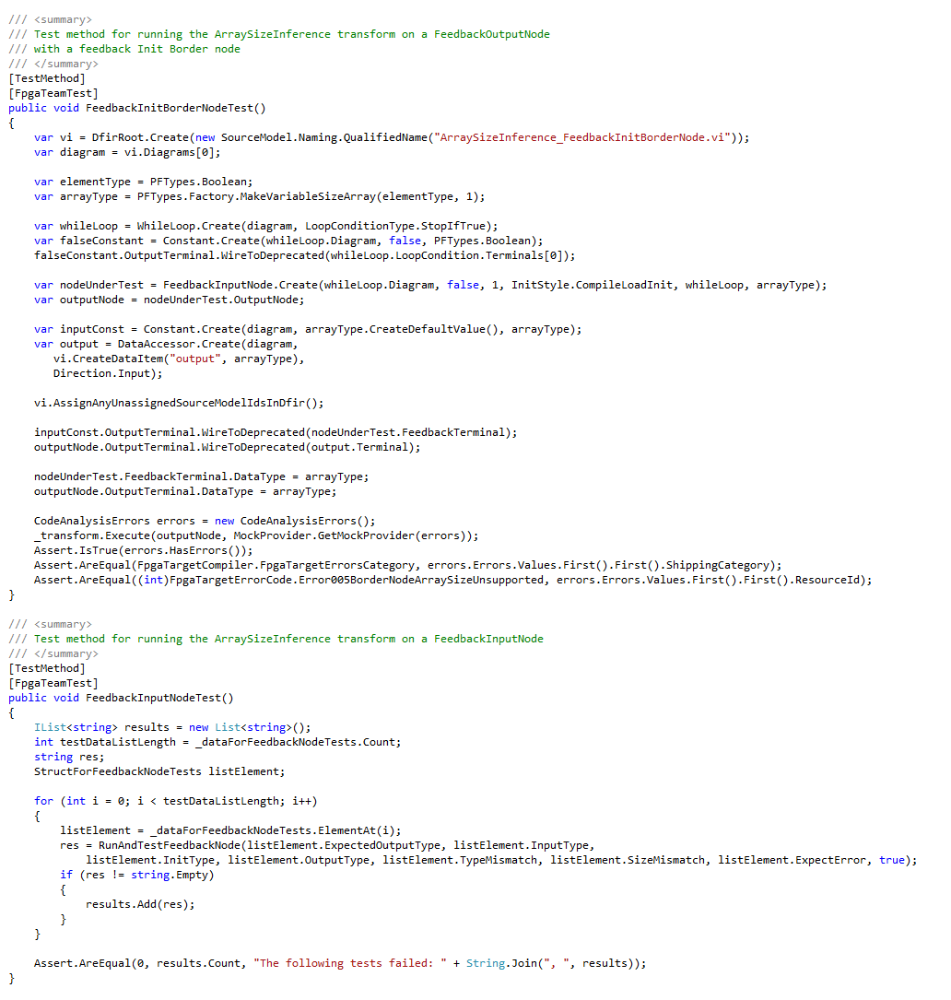 /// <summary>
/// Test method for running the ArraySizeInference transform on a FeedbackOutputNode
/// with a feedback Init Border node
/// </summary>
[TestMethod]
[FpgaTeamTest]
public void FeedbackInitBorderNodeTest()
{
    var vi = DfirRoot.Create(new SourceModel.Naming.QualifiedName("ArraySizeInference_FeedbackInitBorderNode.vi"));
    var diagram = vi.Diagrams[0];

    var elementType = PFTypes.Boolean;
    var arrayType = PFTypes.Factory.MakeVariableSizeArray(elementType, 1);

    var whileLoop = WhileLoop.Create(diagram, LoopConditionType.StopIfTrue);
    var falseConstant = Constant.Create(whileLoop.Diagram, false, PFTypes.Boolean);
    falseConstant.OutputTerminal.WireToDeprecated(whileLoop.LoopCondition.Terminals[0]);

    var nodeUnderTest = FeedbackInputNode.Create(whileLoop.Diagram, false, 1, InitStyle.CompileLoadInit, whileLoop, arrayType);
    var outputNode = nodeUnderTest.OutputNode;

    var inputConst = Constant.Create(diagram, arrayType.CreateDefaultValue(), arrayType);
    var output = DataAccessor.Create(diagram,
       vi.CreateDataItem("output", arrayType),
       Direction.Input);

    vi.AssignAnyUnassignedSourceModelIdsInDfir();

    inputConst.OutputTerminal.WireToDeprecated(nodeUnderTest.FeedbackTerminal);
    outputNode.OutputTerminal.WireToDeprecated(output.Terminal);

    nodeUnderTest.FeedbackTerminal.DataType = arrayType;
    outputNode.OutputTerminal.DataType = arrayType;

    CodeAnalysisErrors errors = new CodeAnalysisErrors();
    _transform.Execute(outputNode, MockProvider.GetMockProvider(errors));
    Assert.IsTrue(errors.HasErrors());
    Assert.AreEqual(FpgaTargetCompiler.FpgaTargetErrorsCategory, errors.Errors.Values.First().First().ShippingCategory);
    Assert.AreEqual((int)FpgaTargetErrorCode.Error005BorderNodeArraySizeUnsupported, errors.Errors.Values.First().First().ResourceId);
}

/// <summary>
/// Test method for running the ArraySizeInference transform on a FeedbackInputNode
/// </summary>
[TestMethod]
[FpgaTeamTest]
public void FeedbackInputNodeTest()
{
    IList<string> results = new List<string>();
    int testDataListLength = _dataForFeedbackNodeTests.Count;
    string res;
    StructForFeedbackNodeTests listElement;

    for (int i = 0; i < testDataListLength; i++)
    {
        listElement = _dataForFeedbackNodeTests.ElementAt(i);
        res = RunAndTestFeedbackNode(listElement.ExpectedOutputType, listElement.InputType,
            listElement.InitType, listElement.OutputType, listElement.TypeMismatch, listElement.SizeMismatch, listElement.ExpectError, true);
        if (res != string.Empty)
        {
            results.Add(res);
        }
    }

    Assert.AreEqual(0, results.Count, "The following tests failed: " + String.Join(", ", results));
}